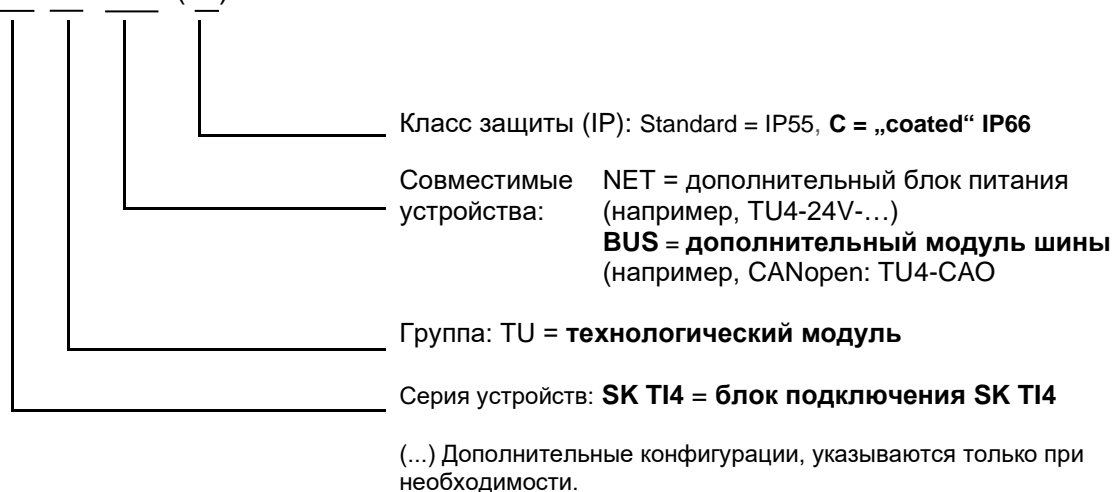 Класс защиты (IP): Standard = IP55, C = „coated“ IP66
Совместимые устройства: NET = дополнительный блок питания
(например, TU4-24V-…)
BUS = дополнительный модуль шины
(например, CANopen: TU4-CAO
Группа: TU = технологический модуль
Серия устройств: SK TI4 = блок подключения SK TI4
(...) Дополнительные конфигурации, указываются только при
необходимости.